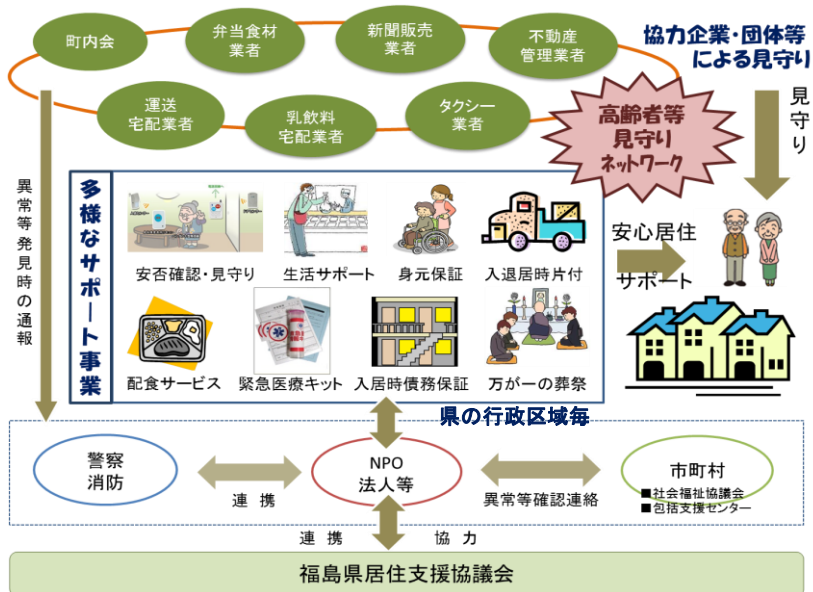 町内会
弁当食材
業者
新聞販売
業者
不動産
管理業者
協力企業・団体等
による見守り
運送
宅配業者
乳飲料
宅配業者
タクシー
業者
高齢者等
見守り
ネットワーク
見守り
異常等発見時の通報
多様なサポート事業
安否確認・見守り
生活サポート
身元保証
入退居時片付
安心居住
サポート
配食サービス
緊急医療キット
入居時債務保証
万が一の葬祭
県の行政区域毎
警察
消防
連 携
NPO
法人等
異常等確認連絡
市町村
■社会福祉協議会
■包括支援センター
連 携
協 力
福島県居住支援協議会